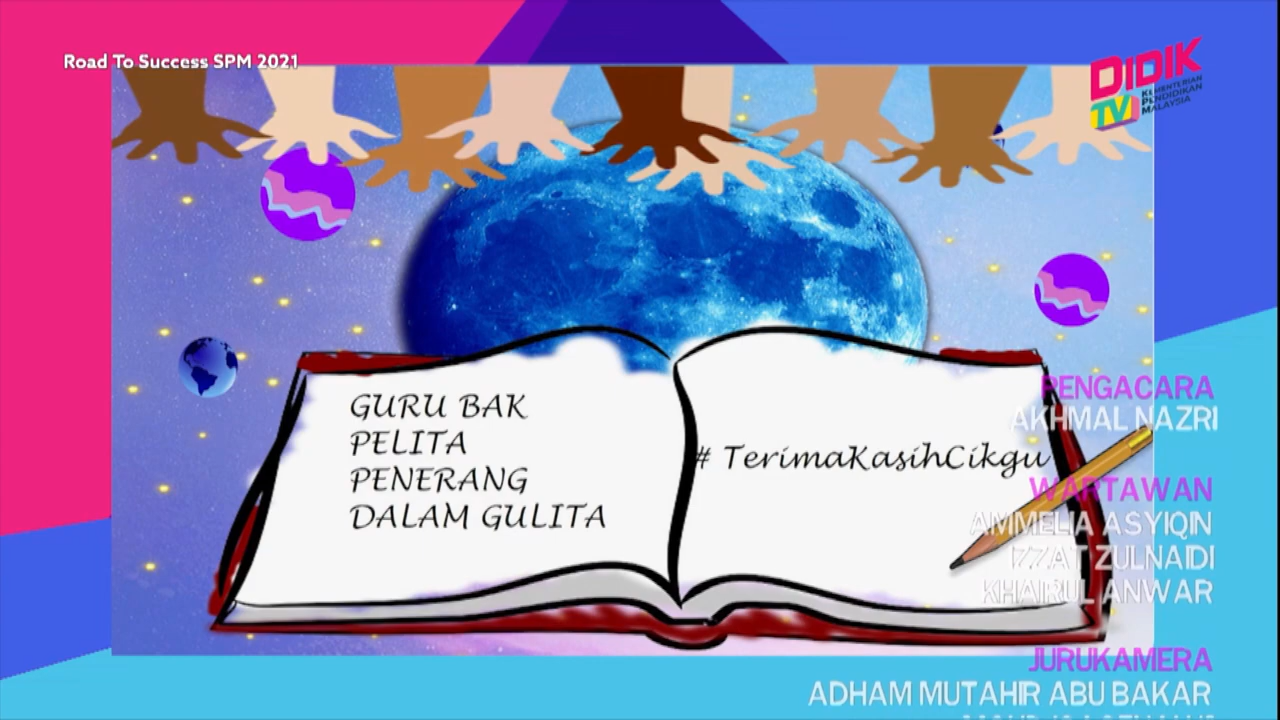 Road To Success SPM 2021
DIDIK
TV
KEMENTERIAN
PENDIDIKAN
MALAYSIA
GURU BAK
PELITA
PENERANG
DALAM GULITA
# TerimaKasihCikgu
PENGACARA
AKHMAL NAZRI
WARTAWAN
AMMELIA ASYIQIN
IZZAT ZULNAIDI
KHAIRUL ANWAR
JURUKAMERA
ADHAM MUTAHIR ABU BAKAR